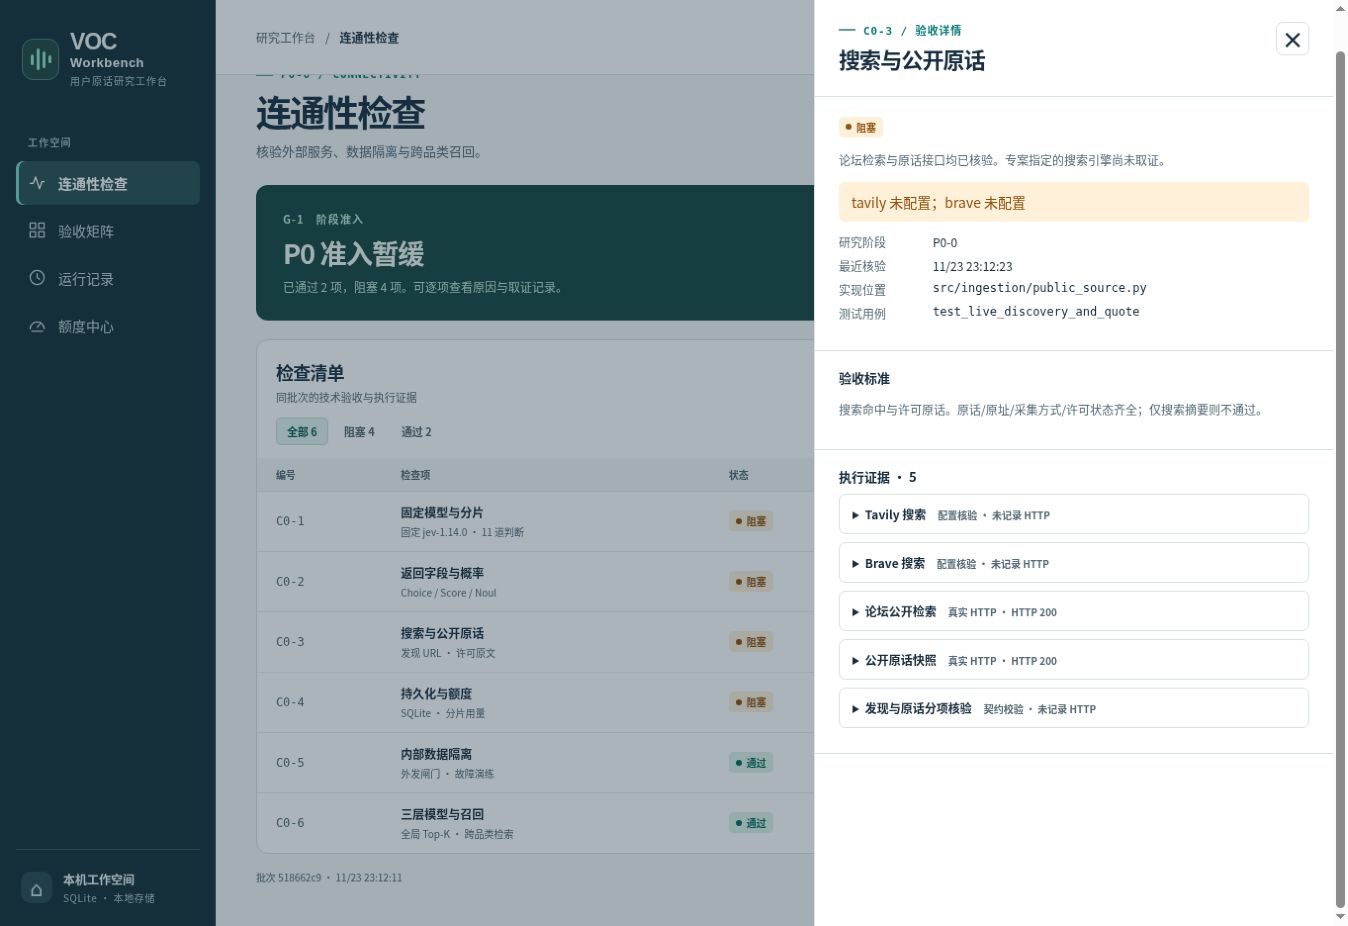 VOC
Workbench
用户原话研究工作台
工作空间
连通性检查
验收矩阵
运行记录
额度中心
本机工作空间
SQLite · 本地存储
研究工作台 / 连通性检查
连通性检查
核验外部服务、数据隔离与跨品类召回。
G-1 阶段准入
P0 准入暂缓
已通过 2 项，阻塞 4 项。可逐项查看原因与取证记录。
检查清单
同批次的技术验收与执行证据
全部 6 阻塞 4 通过 2
编号 检查项 状态
C0-1 固定模型与分片 阻塞
固定 jev-1.14.0 · 11 道判断
C0-2 返回字段与概率 阻塞
Choice / Score / Noul
C0-3 搜索与公开原话 阻塞
发现 URL · 许可原文
C0-4 持久化与额度 阻塞
SQLite · 分片用量
C0-5 内部数据隔离 通过
外发闸门 · 故障演练
C0-6 三层模型与召回 通过
全局 Top-K · 跨品类检索
批次 518662c9 · 11/23 23:12:11
C0-3 / 验收详情
搜索与公开原话
阻塞
论坛检索与原话接口均已核验。专案指定的搜索引擎尚未取证。
tavily 未配置；brave 未配置
研究阶段 P0-0
最近核验 11/23 23:12:23
实现位置 src/ingestion/public_source.py
测试用例 test_live_discovery_and_quote
验收标准
搜索命中与许可原话。原话/原址/采集方式/许可状态齐全；仅搜索摘要则不通过。
执行证据 · 5
Tavily 搜索 配置核验 · 未记录 HTTP
Brave 搜索 配置核验 · 未记录 HTTP
论坛公开检索 真实 HTTP · HTTP 200
公开原话快照 真实 HTTP · HTTP 200
发现与原话分项核验 契约校验 · 未记录 HTTP